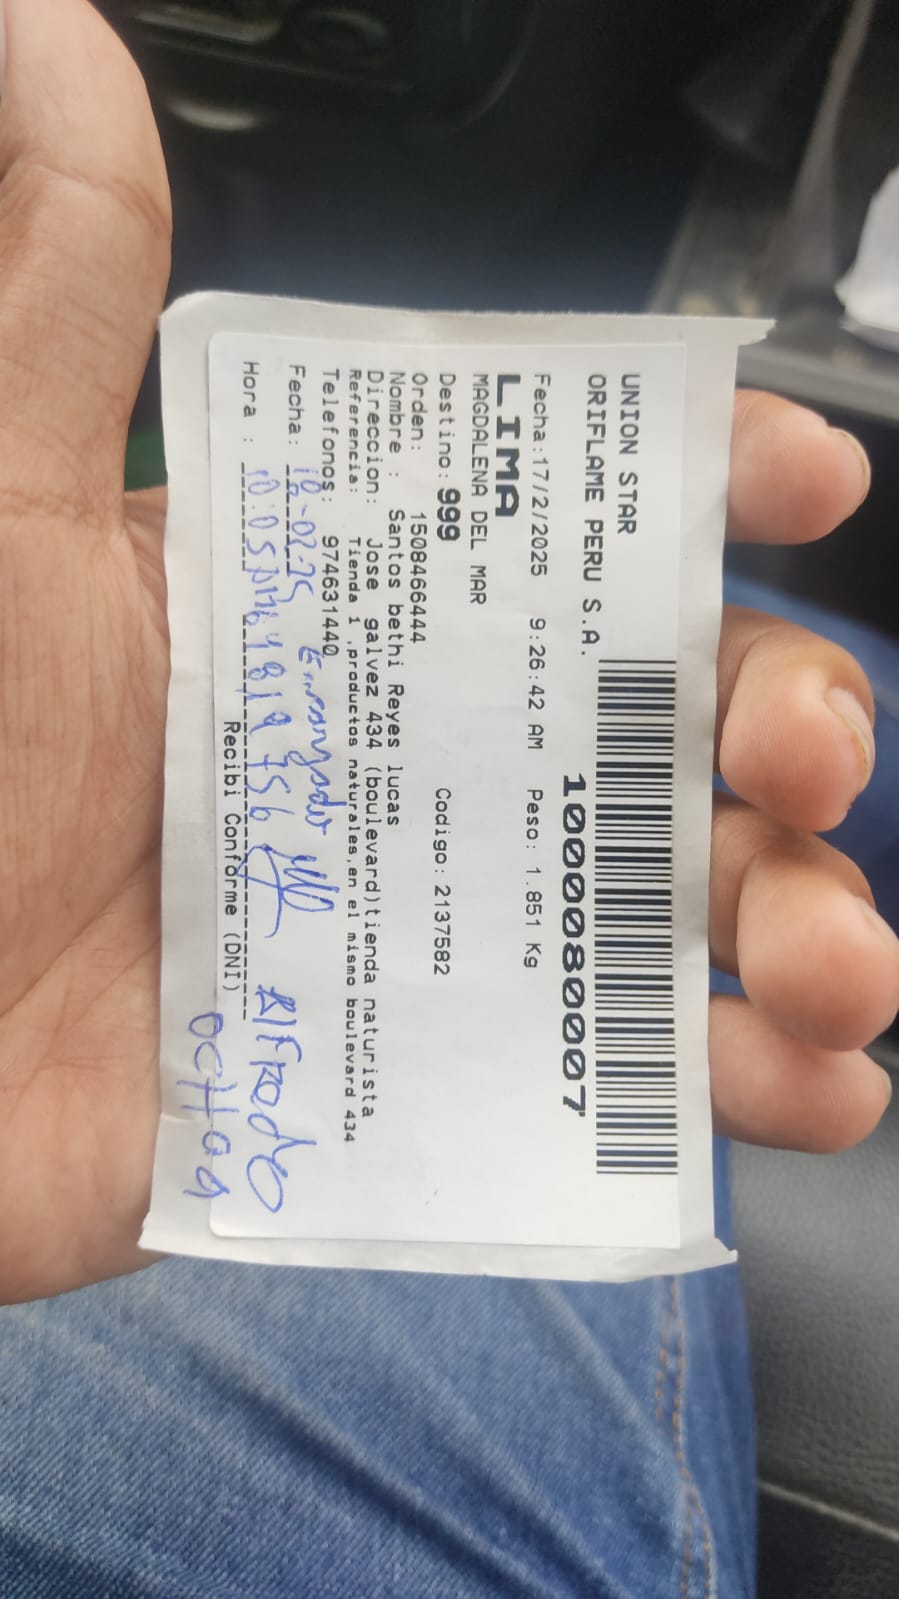 UNION STAR
ORIFLAME PERU S.A.
1000080007
Fecha:17/2/2025 9:26:42 AM Peso: 1.851 Kg
LIMA
MAGDALENA DEL MAR
Destino: 999 Codigo: 2137582
Orden: 1508466444
Nombre : Santos bethi Reyes lucas
Direccion: Jose galvez 434 (boulevard)tienda naturista
Referencia: Tienda 1 ,productos naturales,en el mismo boulevard 434
Telefonos: 974631440
Fecha:
Hora : Alfredo
Recibi Conforme (DNI) OcHoa